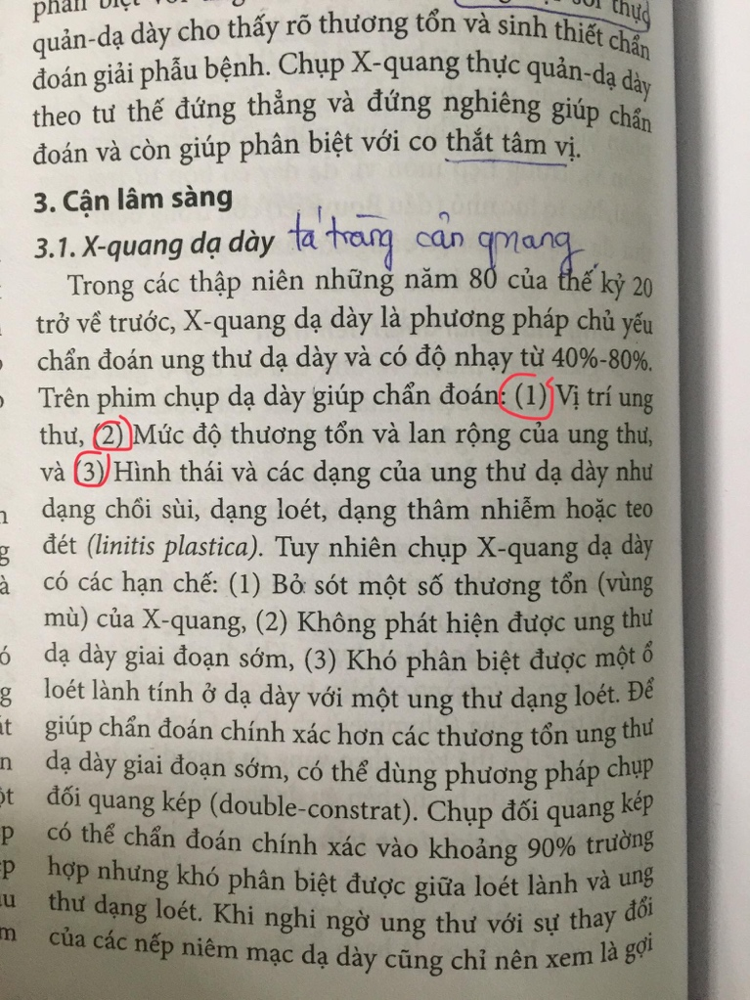 phân biệt với
thực
quản-dạ dày cho thấy rõ thương tổn và sinh thiết chẩn
đoán giải phẫu bệnh. Chụp X-quang thực quản-dạ dày
theo tư thế đứng thẳng và đứng nghiêng giúp chẩn
đoán và còn giúp phân biệt với co thắt tâm vị.
3. Cận lâm sàng
3.1. X-quang dạ dày tá tràng cản quang
Trong các thập niên những năm 80 của thế kỷ 20
trở về trước, X-quang dạ dày là phương pháp chủ yếu
chẩn đoán ung thư dạ dày và có độ nhạy từ 40%-80%.
Trên phim chụp dạ dày giúp chẩn đoán: (1) Vị trí ung
thư, (2) Mức độ thương tổn và lan rộng của ung thư,
và (3) Hình thái và các dạng của ung thư dạ dày như
dạng chồi sùi, dạng loét, dạng thâm nhiễm hoặc teo
đét (linitis plastica). Tuy nhiên chụp X-quang dạ dày
có các hạn chế: (1) Bỏ sót một số thương tổn (vùng
mù) của X-quang, (2) Không phát hiện được ung thư
dạ dày giai đoạn sớm, (3) Khó phân biệt được một ổ
loét lành tính ở dạ dày với một ung thư dạng loét. Để
giúp chẩn đoán chính xác hơn các thương tổn ung thư
dạ dày giai đoạn sớm, có thể dùng phương pháp chụp
đối quang kép (double-constrat). Chụp đối quang kép
có thể chẩn đoán chính xác vào khoảng 90% trường
hợp nhưng khó phân biệt được giữa loét lành và ung
thư dạng loét. Khi nghi ngờ ung thư với sự thay đổi
của các nếp niêm mạc dạ dày cũng chỉ nên xem là gợi